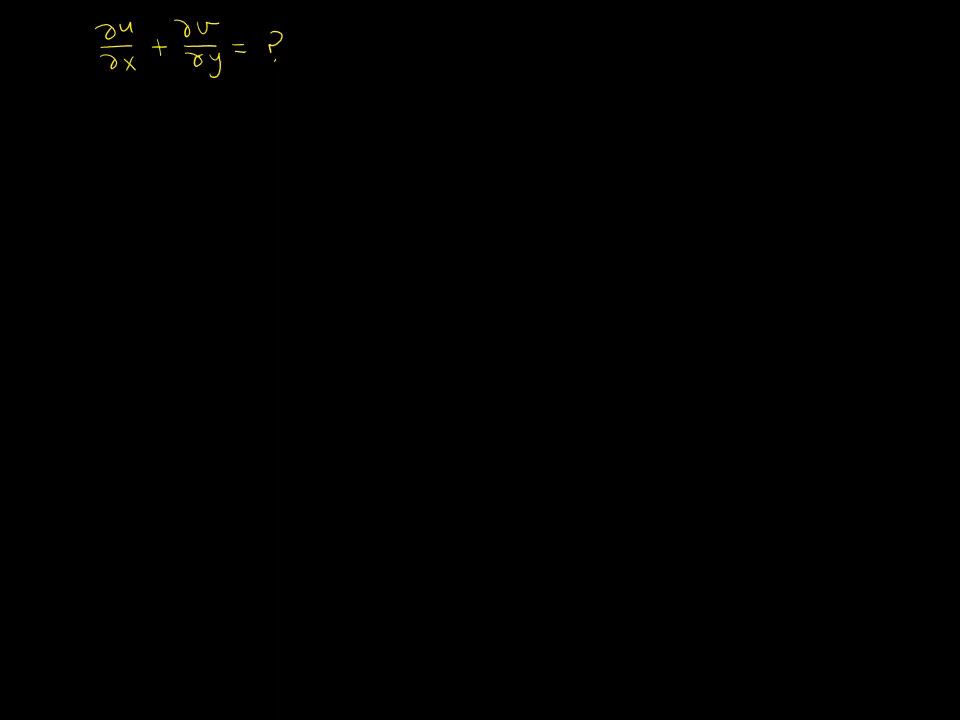 ∂u/∂x + ∂v/∂y = ?